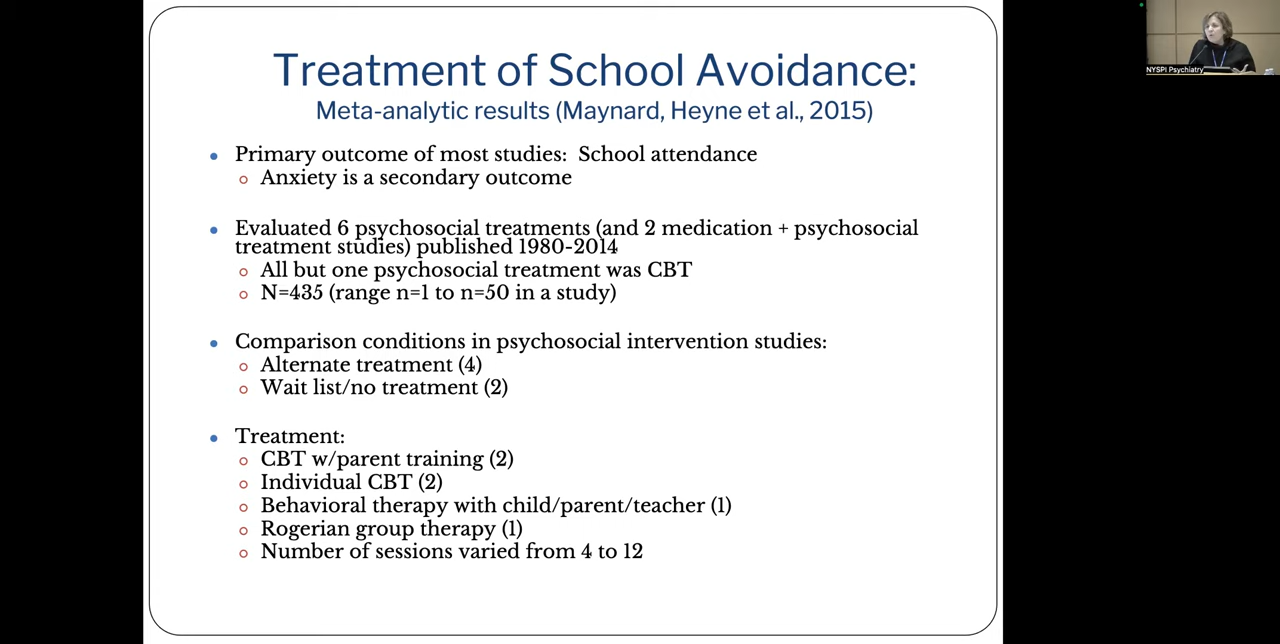 Treatment of School Avoidance:
Meta-analytic results (Maynard, Heyne et al., 2015)
• Primary outcome of most studies: School attendance
o Anxiety is a secondary outcome
• Evaluated 6 psychosocial treatments (and 2 medication + psychosocial
treatment studies) published 1980-2014
o All but one psychosocial treatment was CBT
o N=435 (range n=1 to n=50 in a study)
• Comparison conditions in psychosocial intervention studies:
o Alternate treatment (4)
o Wait list/no treatment (2)
• Treatment:
o CBT w/parent training (2)
o Individual CBT (2)
o Behavioral therapy with child/parent/teacher (1)
o Rogerian group therapy (1)
o Number of sessions varied from 4 to 12
NYSPI Psychiatry